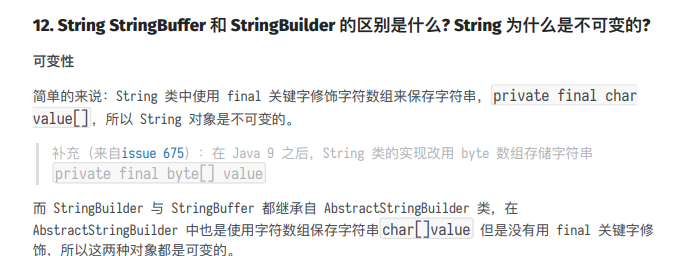 12. String StringBuffer 和 StringBuilder 的区别是什么? String 为什么是不可变的?
可变性
简单的来说：String 类中使用 final 关键字修饰字符数组来保存字符串，private final char
value[]，所以 String 对象是不可变的。
补充（来自issue 675）：在 Java 9 之后，String 类的实现改用 byte 数组存储字符串
private final byte[] value
而 StringBuilder 与 StringBuffer 都继承自 AbstractStringBuilder 类，在
AbstractStringBuilder 中也是使用字符数组保存字符串char[]value 但是没有用 final 关键字修
饰，所以这两种对象都是可变的。